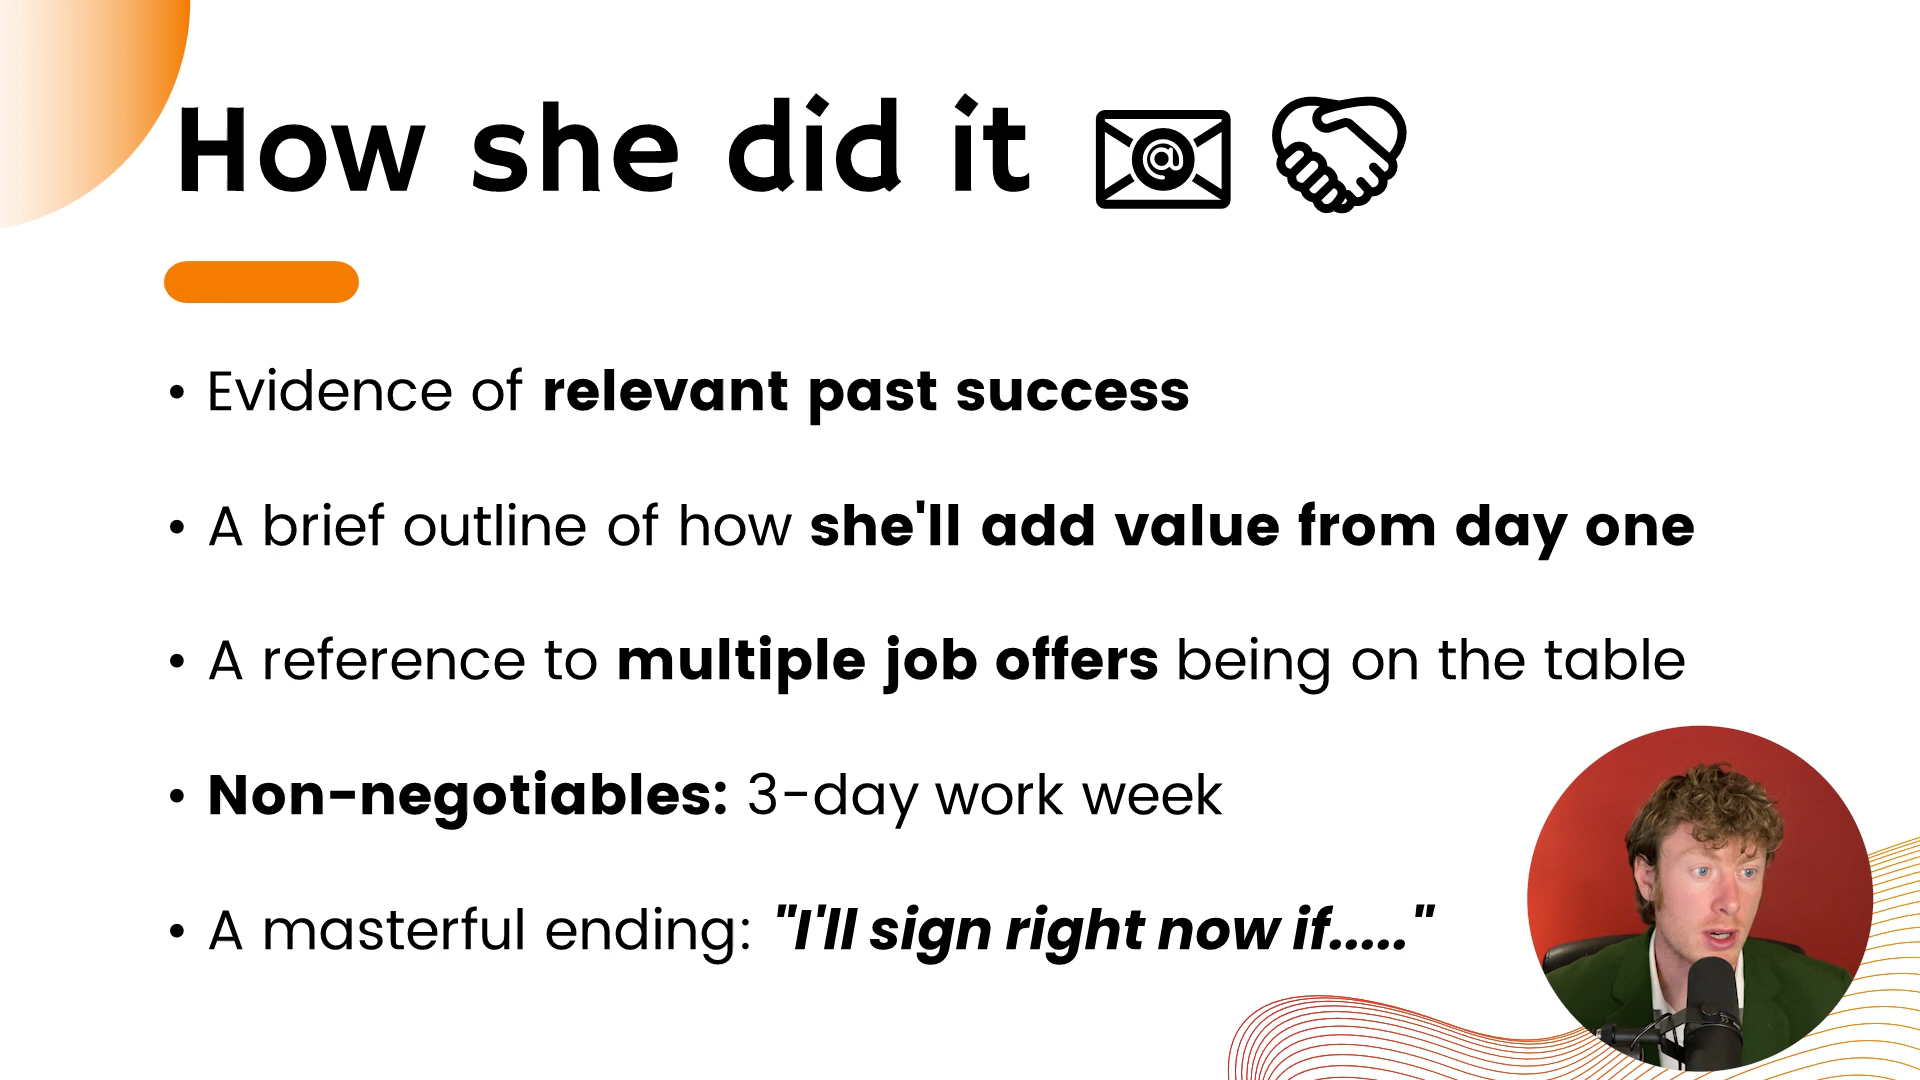 How she did it
• Evidence of relevant past success
• A brief outline of how she'll add value from day one
• A reference to multiple job offers being on the table
• Non-negotiables: 3-day work week
• A masterful ending: "I'll sign right now if....."